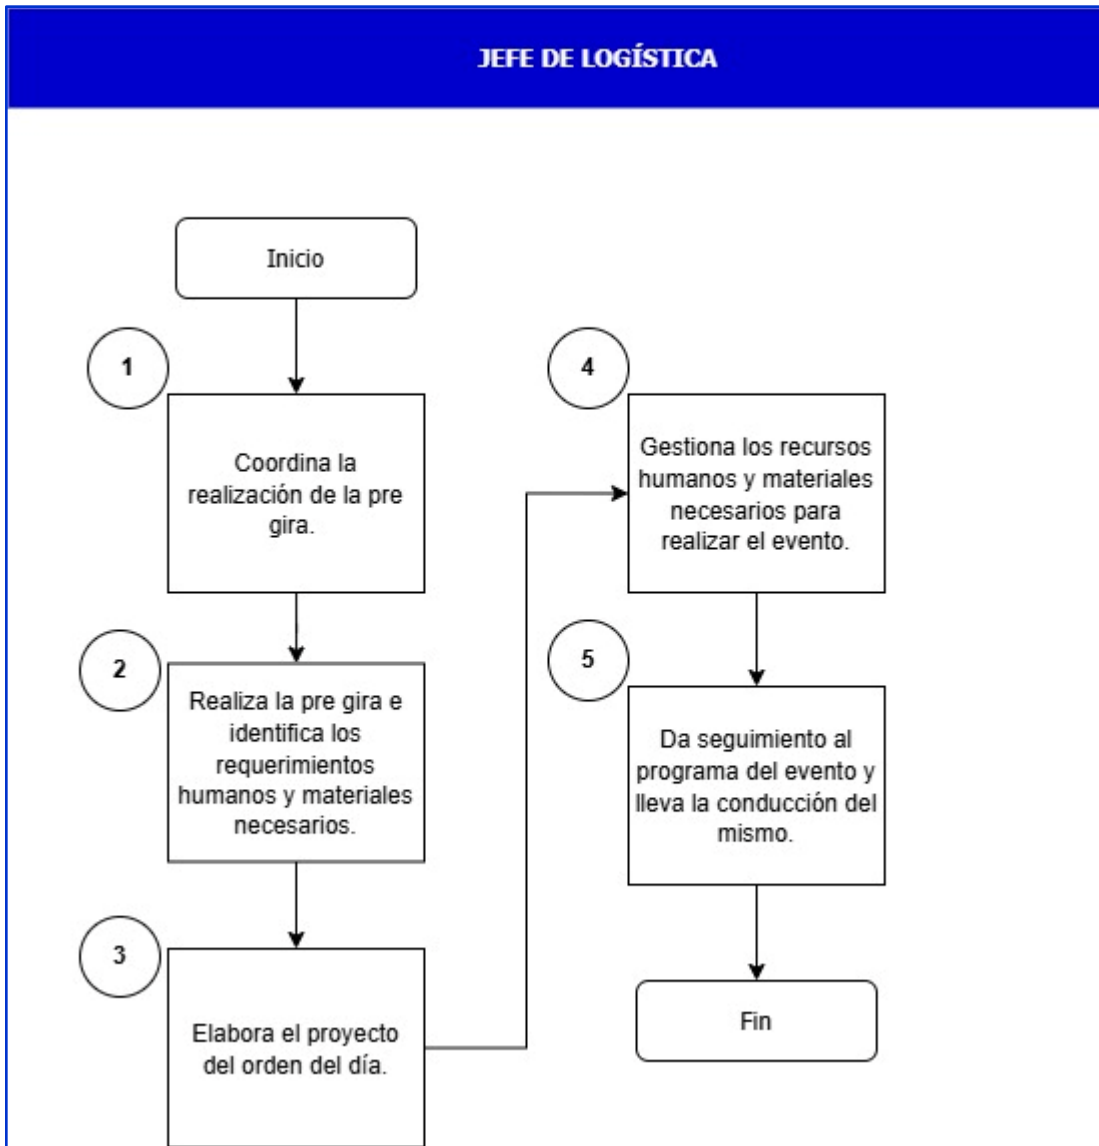 JEFE DE LOGÍSTICA
Inicio
1
Coordina la
realización de la pre
gira.
2
Realiza la pre gira e
identifica los
requerimientos
humanos y materiales
necesarios.
3
Elabora el proyecto
del orden del día.
4
Gestiona los recursos
humanos y materiales
necesarios para
realizar el evento.
5
Da seguimiento al
programa del evento y
lleva la conducción del
mismo.
Fin